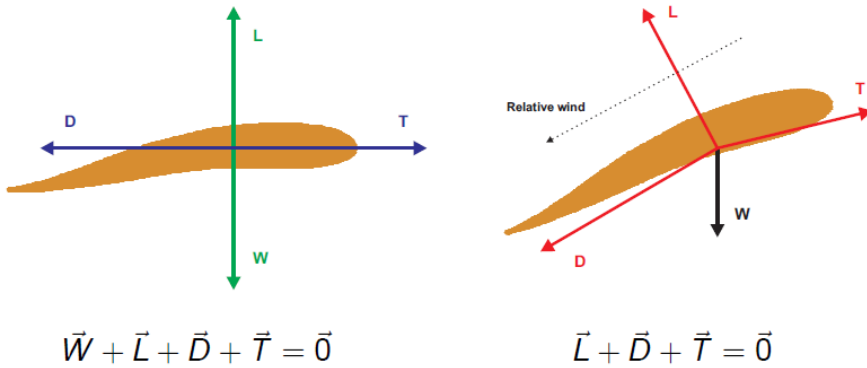 L
D
T
W
W⃗ + L⃗ + D⃗ + T⃗ = 0⃗
L
T
Relative wind
W
D
L⃗ + D⃗ + T⃗ = 0⃗